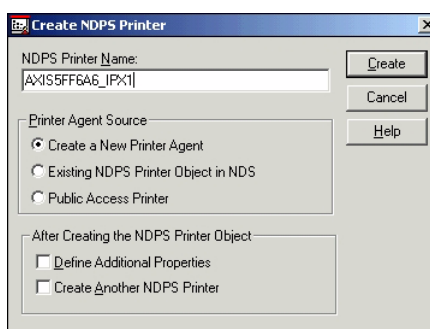 Create NDPS Printer
NDPS Printer Name:
AXIS5FF6A6_IPX1
Create
Cancel
Help
Printer Agent Source
Create a New Printer Agent
Existing NDPS Printer Object in NDS
Public Access Printer
After Creating the NDPS Printer Object
Define Additional Properties
Create Another NDPS Printer